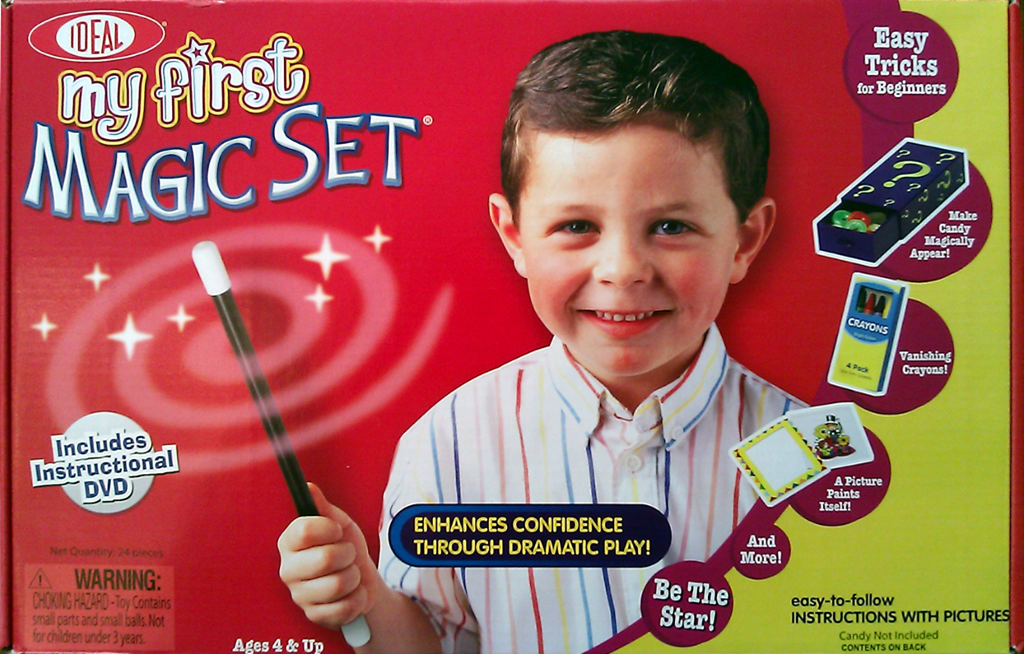 IDEAL®
my first
MAGIC SET®
Easy
Tricks
for Beginners
Make
Candy
Magically
Appear!
CRAYONS
4 Pack
Vanishing
Crayons!
A Picture
Paints
Itself!
And
More!
Be The
Star!
Includes
Instructional
DVD
ENHANCES CONFIDENCE
THROUGH DRAMATIC PLAY!
Net Quantity: 24 pieces
WARNING:
CHOKING HAZARD - Toy Contains
small parts and small balls. Not
for children under 3 years.
Ages 4 & Up
easy-to-follow
INSTRUCTIONS WITH PICTURES
Candy Not Included
CONTENTS ON BACK